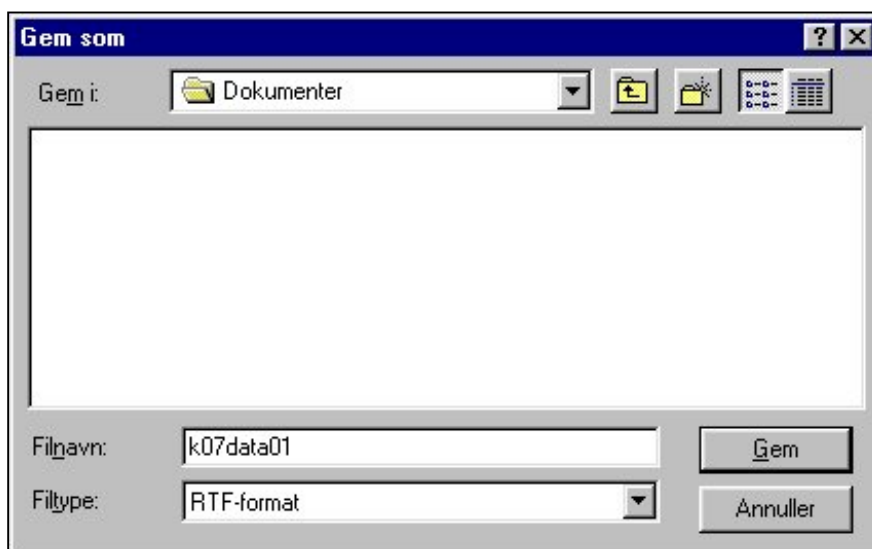 Gem som
Gem i: Dokumenter
Filnavn: k07data01 Gem
Filtype: RTF-format Annuller